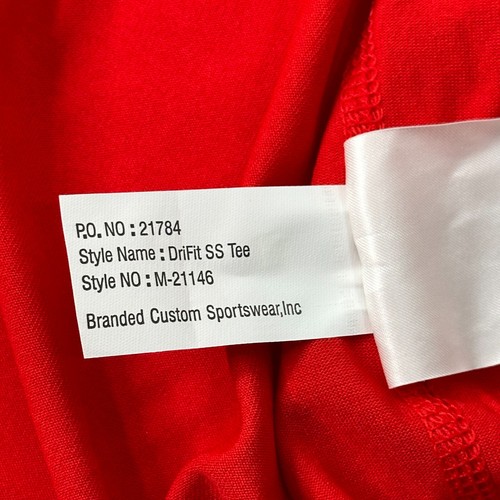 P.O. NO : 21784
Style Name : DriFit SS Tee
Style NO : M-21146
Branded Custom Sportswear,Inc